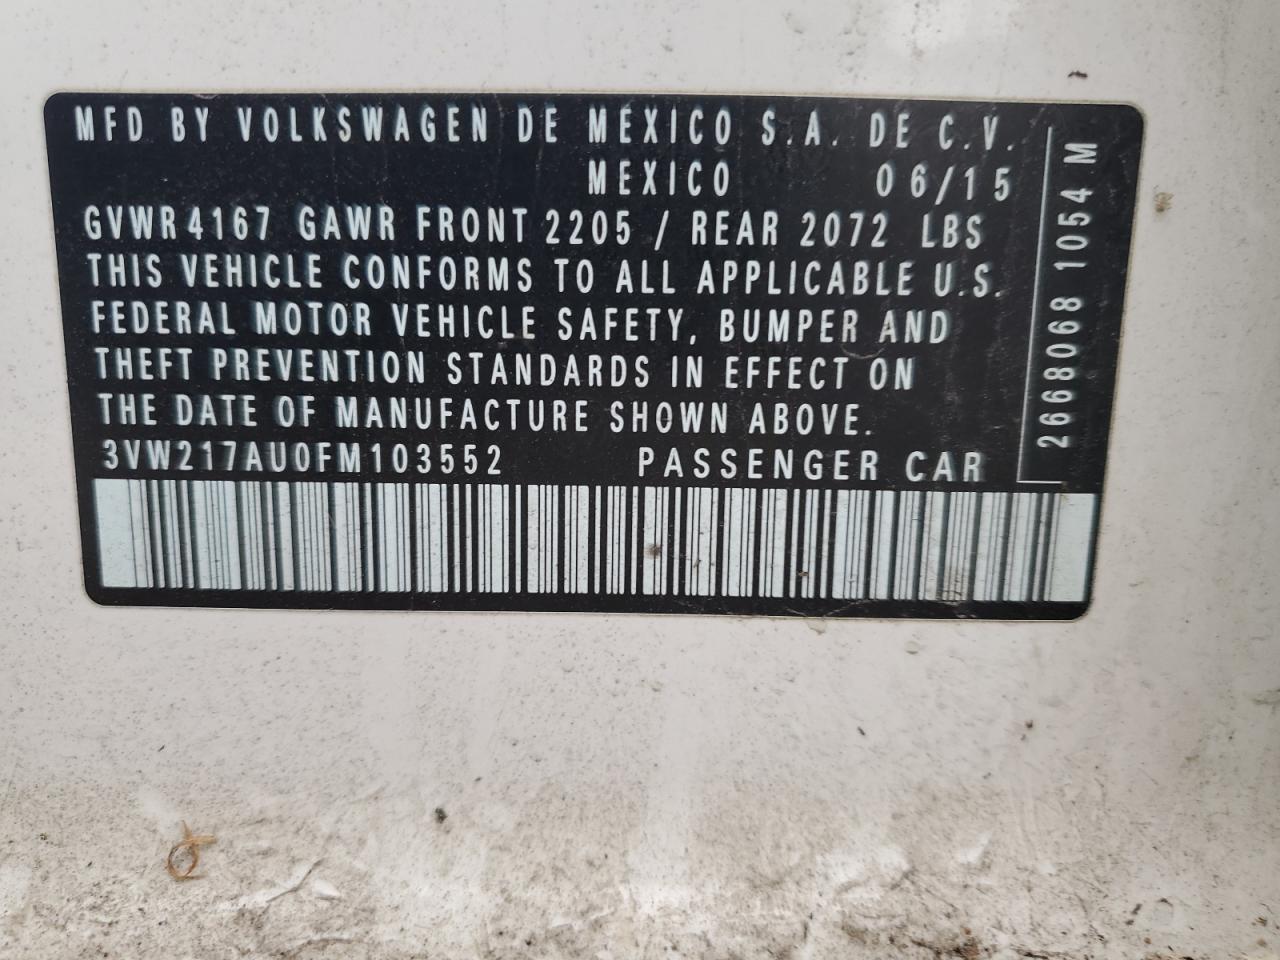 MFD BY VOLKSWAGEN DE MEXICO S.A. DE C.V.
MEXICO 06/15
GVWR 4167 GAWR FRONT 2205 / REAR 2072 LBS
THIS VEHICLE CONFORMS TO ALL APPLICABLE U.S.
FEDERAL MOTOR VEHICLE SAFETY, BUMPER AND
THEFT PREVENTION STANDARDS IN EFFECT ON
THE DATE OF MANUFACTURE SHOWN ABOVE.
3VW217AU0FM103552 PASSENGER CAR
2668068 1054 M